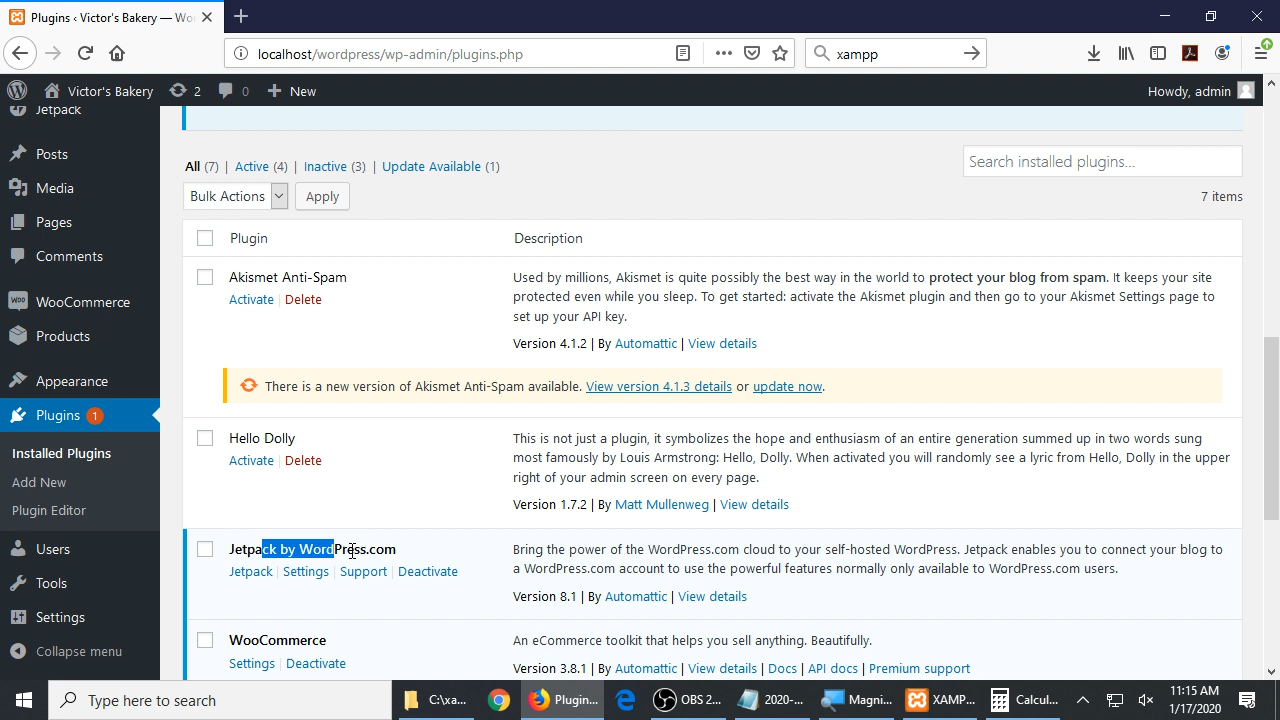 Plugins ‹ Victor's Bakery — Wo
localhost/wordpress/wp-admin/plugins.php
xampp
Victor's Bakery
2
0
New
Howdy, admin
Jetpack
Posts
Media
Pages
Comments
WooCommerce
Products
Appearance
Plugins 1
Installed Plugins
Add New
Plugin Editor
Users
Tools
Settings
Collapse menu
All (7) | Active (4) | Inactive (3) | Update Available (1)
Search installed plugins...
Bulk Actions
Apply
7 items
Plugin
Description
Akismet Anti-Spam
Activate | Delete
Used by millions, Akismet is quite possibly the best way in the world to protect your blog from spam. It keeps your site
protected even while you sleep. To get started: activate the Akismet plugin and then go to your Akismet Settings page to
set up your API key.
Version 4.1.2 | By Automattic | View details
There is a new version of Akismet Anti-Spam available. View version 4.1.3 details or update now.
Hello Dolly
Activate | Delete
This is not just a plugin, it symbolizes the hope and enthusiasm of an entire generation summed up in two words sung
most famously by Louis Armstrong: Hello, Dolly. When activated you will randomly see a lyric from Hello, Dolly in the upper
right of your admin screen on every page.
Version 1.7.2 | By Matt Mullenweg | View details
Jetpack by WordPress.com
Jetpack | Settings | Support | Deactivate
Bring the power of the WordPress.com cloud to your self-hosted WordPress. Jetpack enables you to connect your blog to
a WordPress.com account to use the powerful features normally only available to WordPress.com users.
Version 8.1 | By Automattic | View details
WooCommerce
Settings | Deactivate
An eCommerce toolkit that helps you sell anything. Beautifully.
Version 3.8.1 | By Automattic | View details | Docs | API docs | Premium support
Type here to search
C:\xa...
Plugin...
OBS 2...
2020-...
Magni...
XAMP...
Calcul...
11:15 AM
1/17/2020